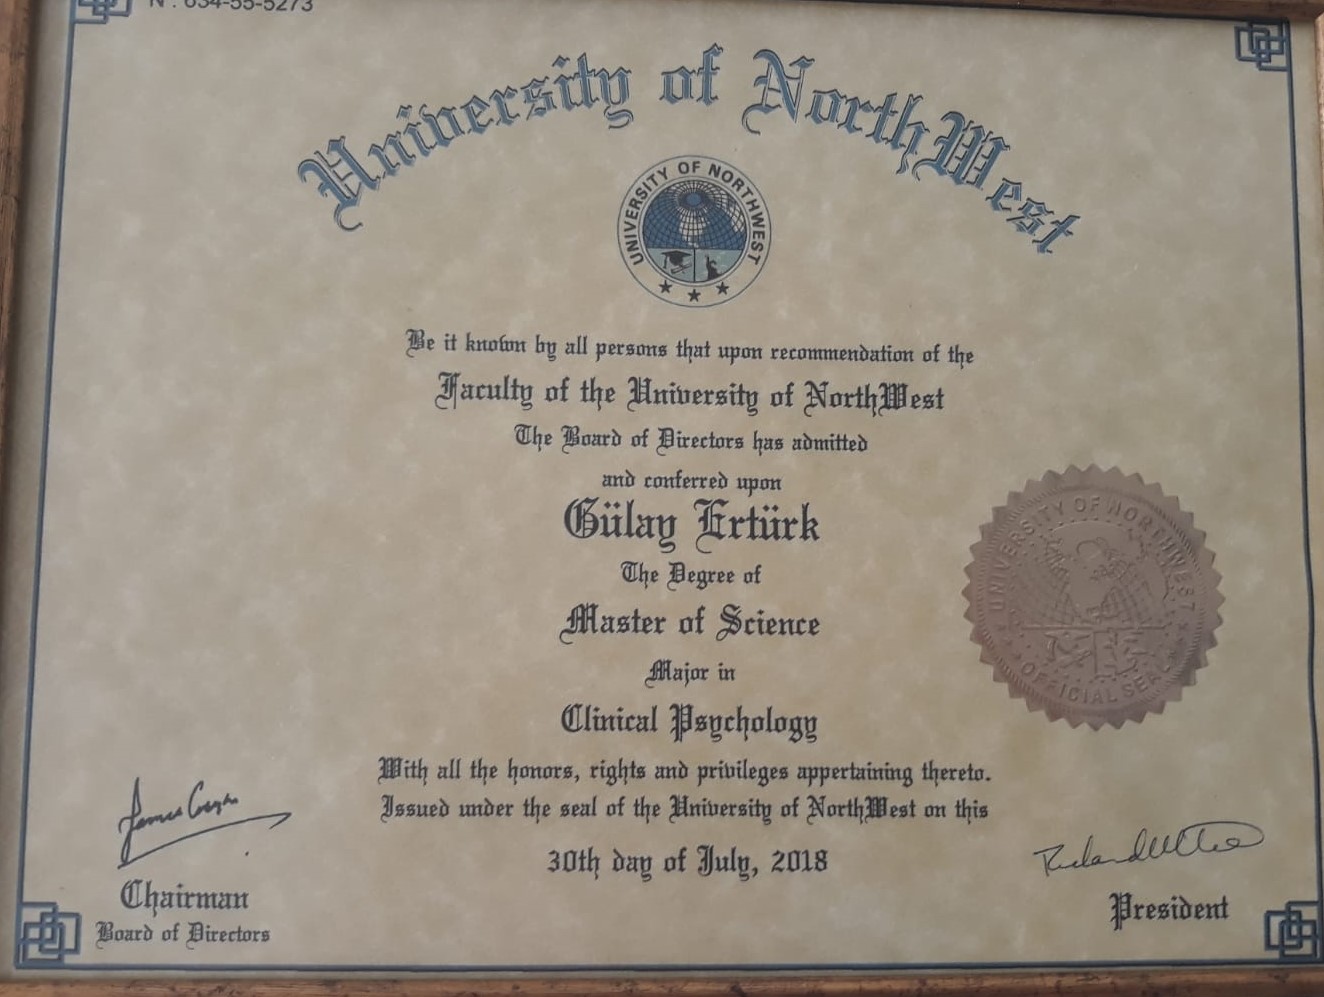 N : 634-55-5273
University of NorthWest
UNIVERSITY OF NORTHWEST
Be it known by all persons that upon recommendation of the
Faculty of the University of NorthWest
The Board of Directors has admitted
and conferred upon
Gülay Ertürk
The Degree of
Master of Science
Major in
Clinical Psychology
UNIVERSITY OF NORTHWEST
OFFICIAL SEAL
With all the honors, rights and privileges appertaining thereto.
Issued under the seal of the University of NorthWest on this
30th day of July, 2018
Chairman
Board of Directors
President